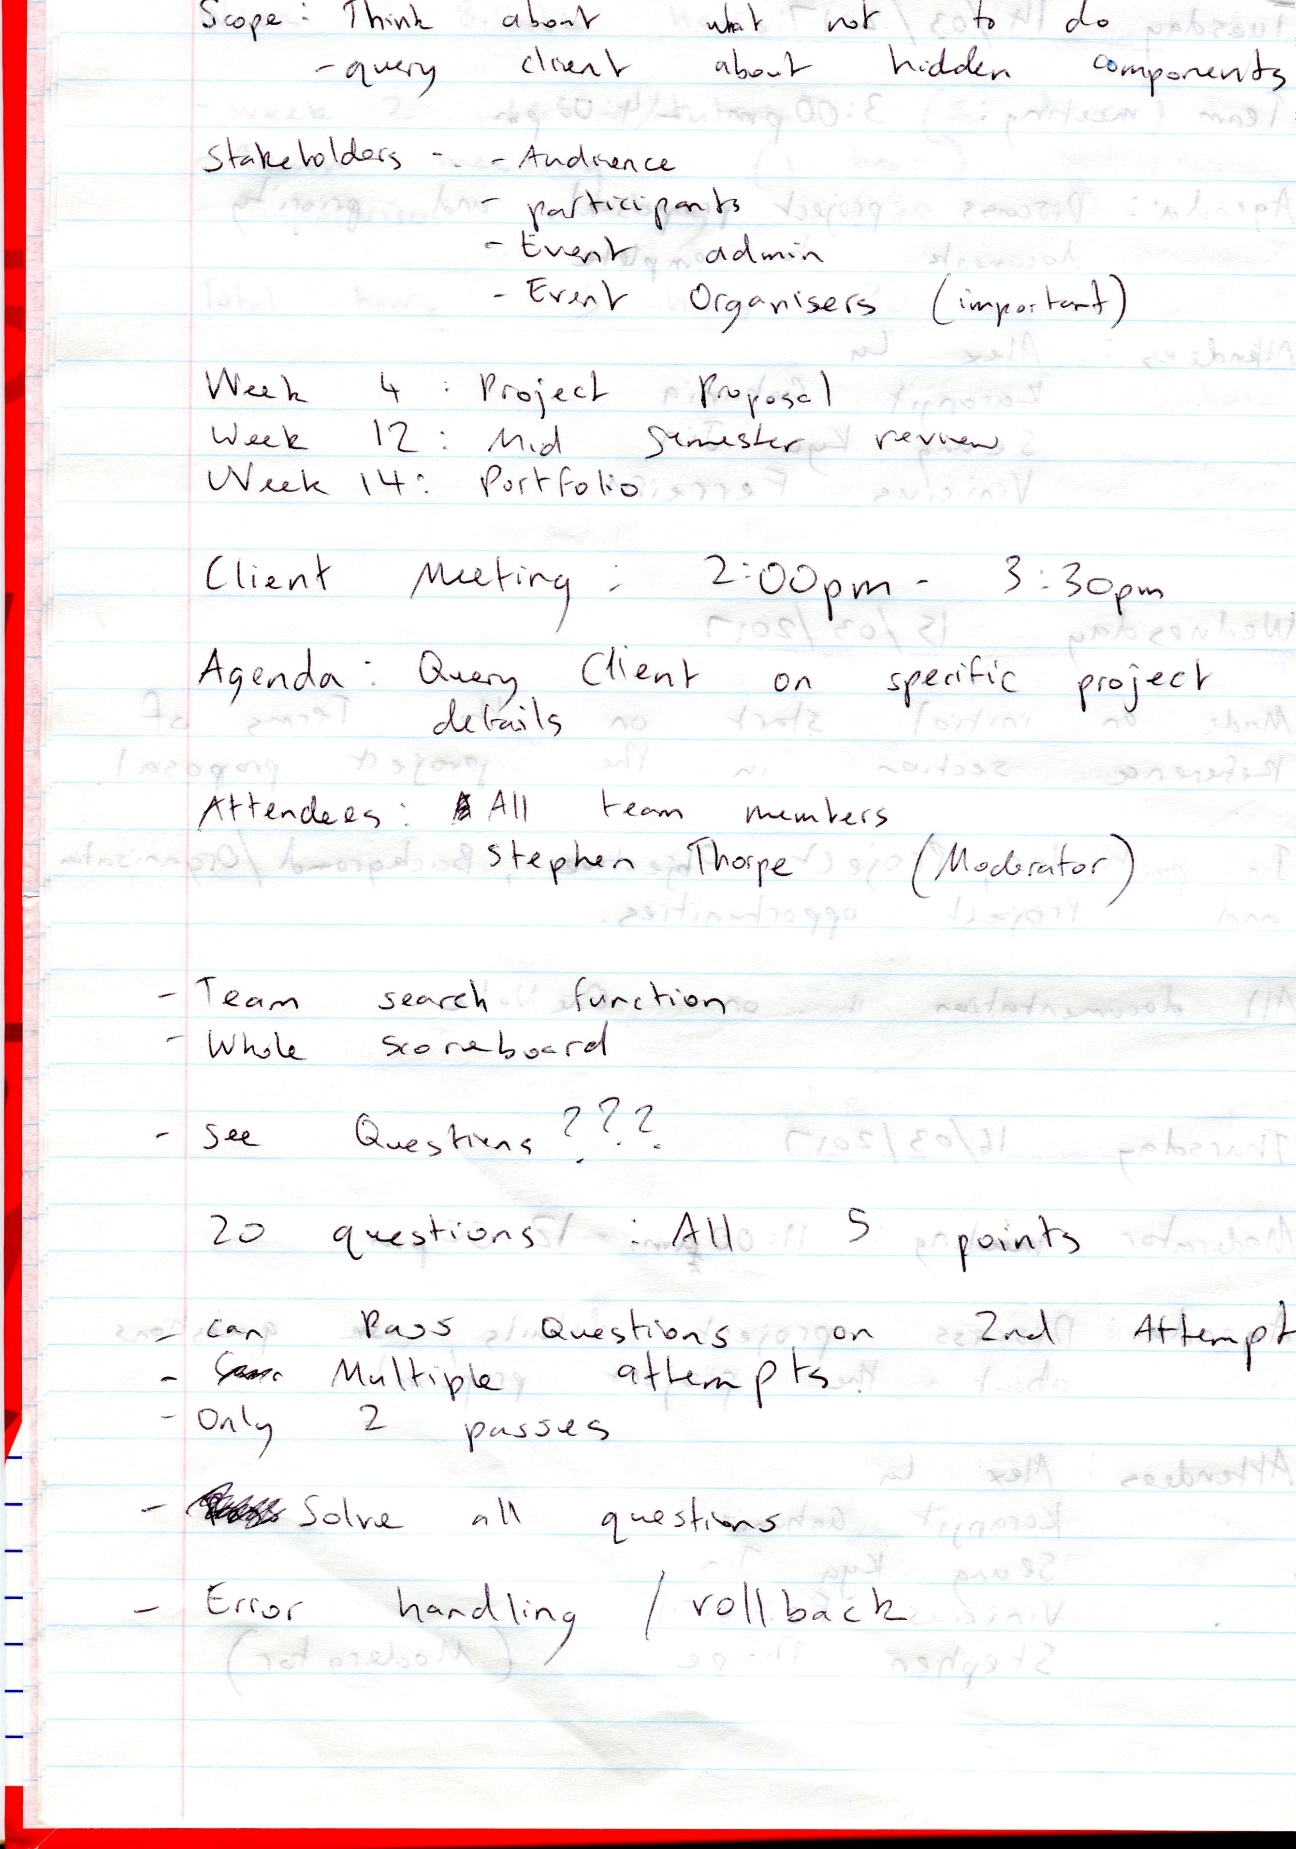 Scope: Think about what not to do
- query client about hidden components
Stakeholders - - Audience
- participants
- Event admin
- Event Organisers (important)
Week 4 : Project Proposal
Week 12 : Mid Semester review
Week 14 : Portfolio
Client Meeting : 2:00pm - 3:30pm
Agenda : Query Client on specific project
details
Attendees : All team members
Stephen Thorpe (Moderator)
- Team search function
- Whole scoreboard
- See Questions ???
20 questions : All 5 points
- can Pass Questions on 2nd Attempt
- Multiple attempts
- Only 2 passes
- Solve all questions
- Error handling / rollback